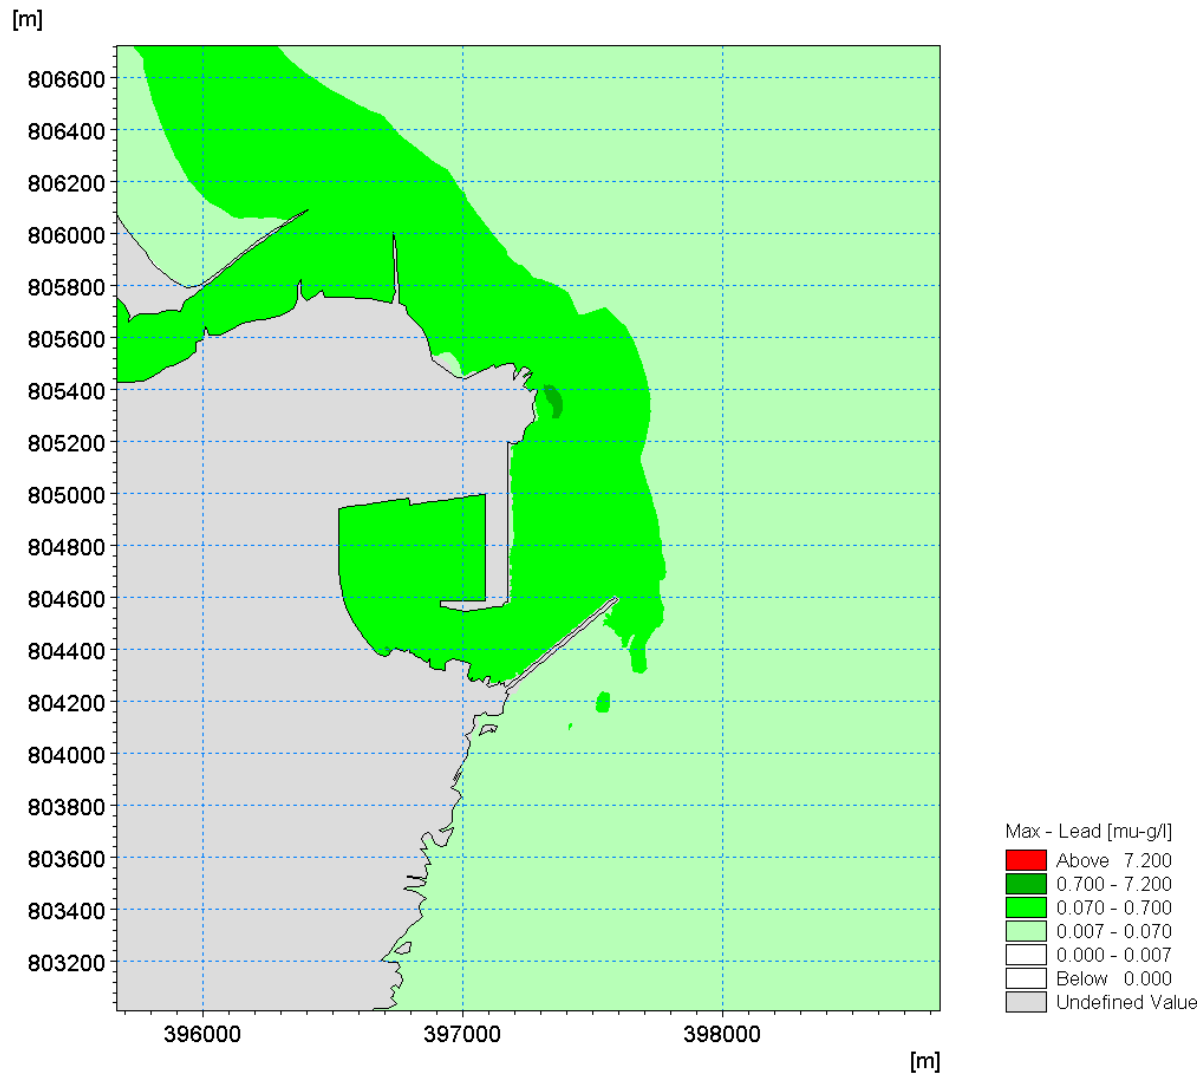 [m]
806600
806400
806200
806000
805800
805600
805400
805200
805000
804800
804600
804400
804200
804000
803800
803600
803400
803200
396000 397000 398000
[m]
Max - Lead [mu-g/l]
Above 7.200
0.700 - 7.200
0.070 - 0.700
0.007 - 0.070
0.000 - 0.007
Below 0.000
Undefined Value